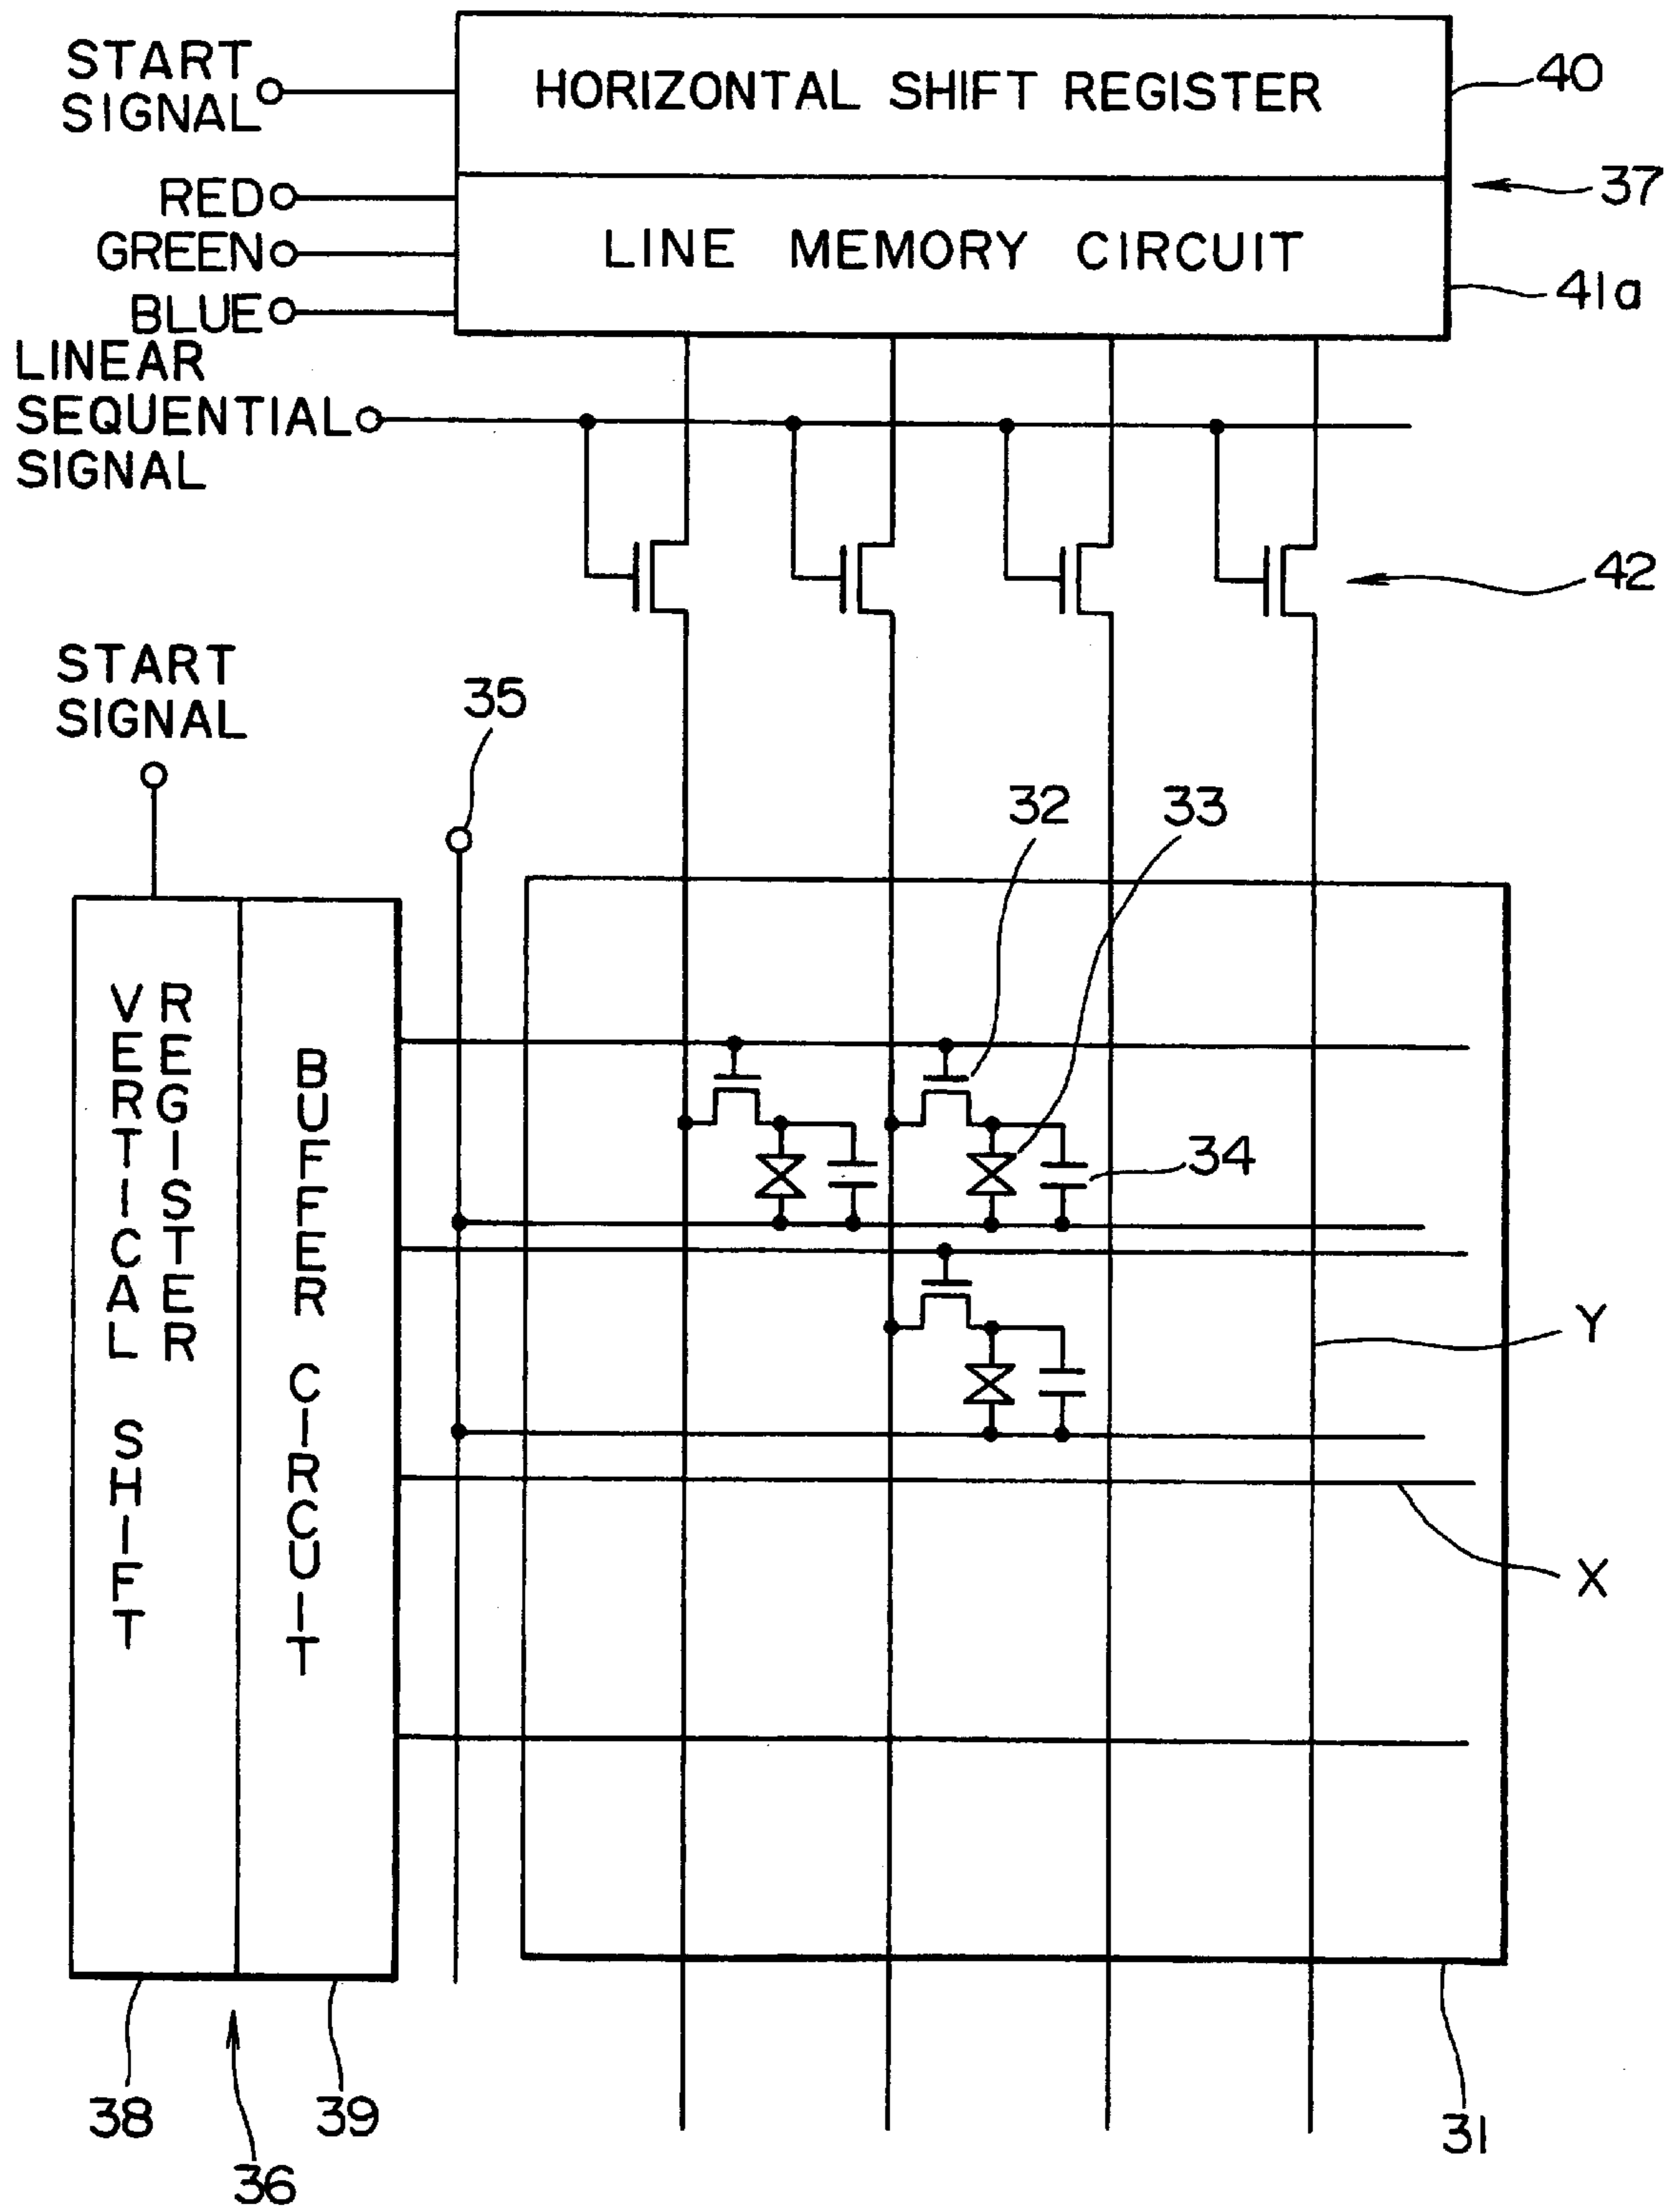 START
SIGNAL
HORIZONTAL SHIFT REGISTER
40
37
RED
GREEN
BLUE
LINE MEMORY CIRCUIT
41a
LINEAR
SEQUENTIAL
SIGNAL
42
START
SIGNAL
35
32
33
34
VERTICAL SHIFT
REGISTER
BUFFER CIRCUIT
Y
X
38
39
36
31